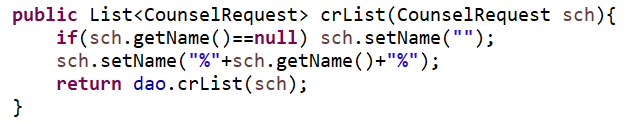 public List<CounselRequest> crList(CounselRequest sch){
    if(sch.getName()==null) sch.setName("");
    sch.setName("%"+sch.getName()+"%");
    return dao.crList(sch);
}